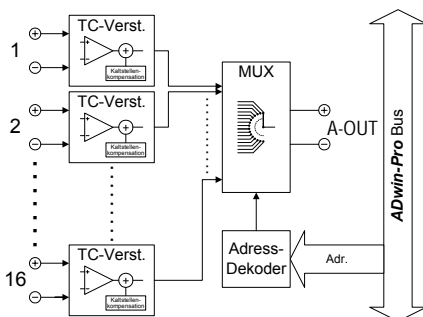 TC-Verst.
1
Kaltstellen-
kompensation
TC-Verst.
2
Kaltstellen-
kompensation
TC-Verst.
16
Kaltstellen-
kompensation
MUX
A-OUT
Adress-
Dekoder
Adr.
ADwin-Pro Bus